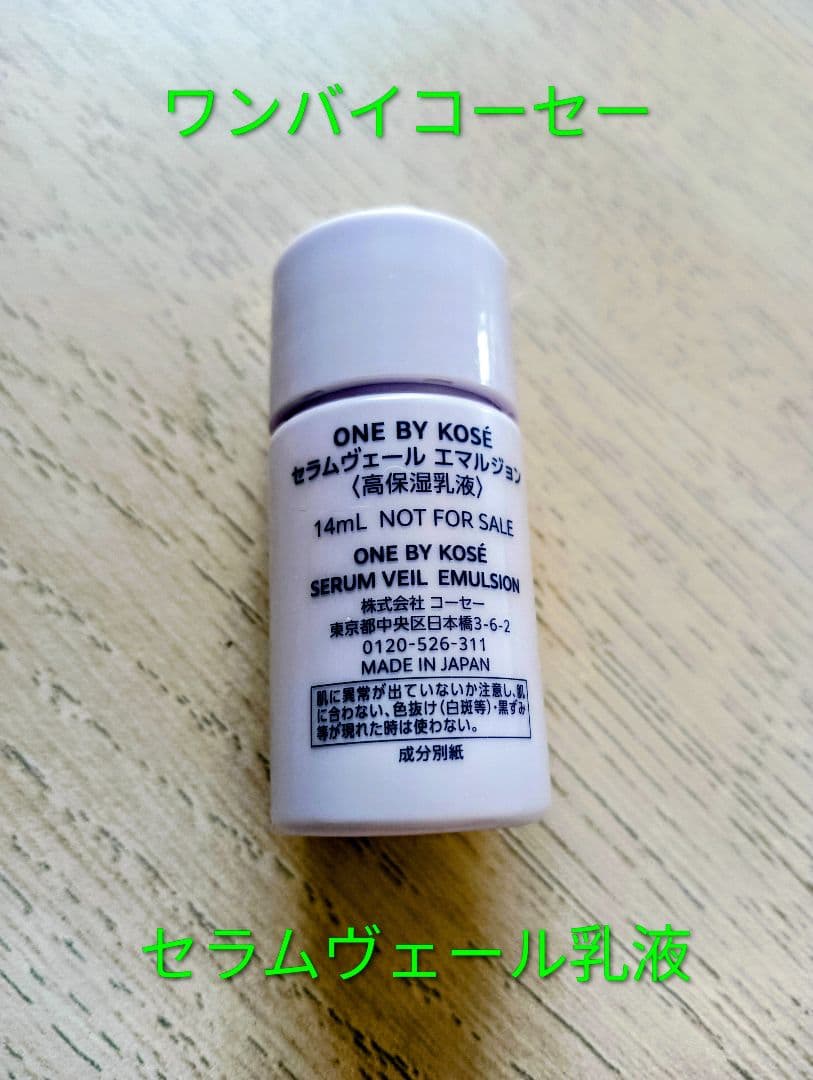 ワンバイコーセー
ONE BY KOSÉ
セラムヴェール エマルジョン
〈高保湿乳液〉
14mL NOT FOR SALE
ONE BY KOSÉ
SERUM VEIL EMULSION
株式会社 コーセー
東京都中央区日本橋3-6-2
0120-526-311
MADE IN JAPAN
肌に異常が出ていないか注意し、肌
に合わない、色抜け(白斑等)・黒ずみ
等が現れた時は使わない。
成分別紙
セラムヴェール乳液